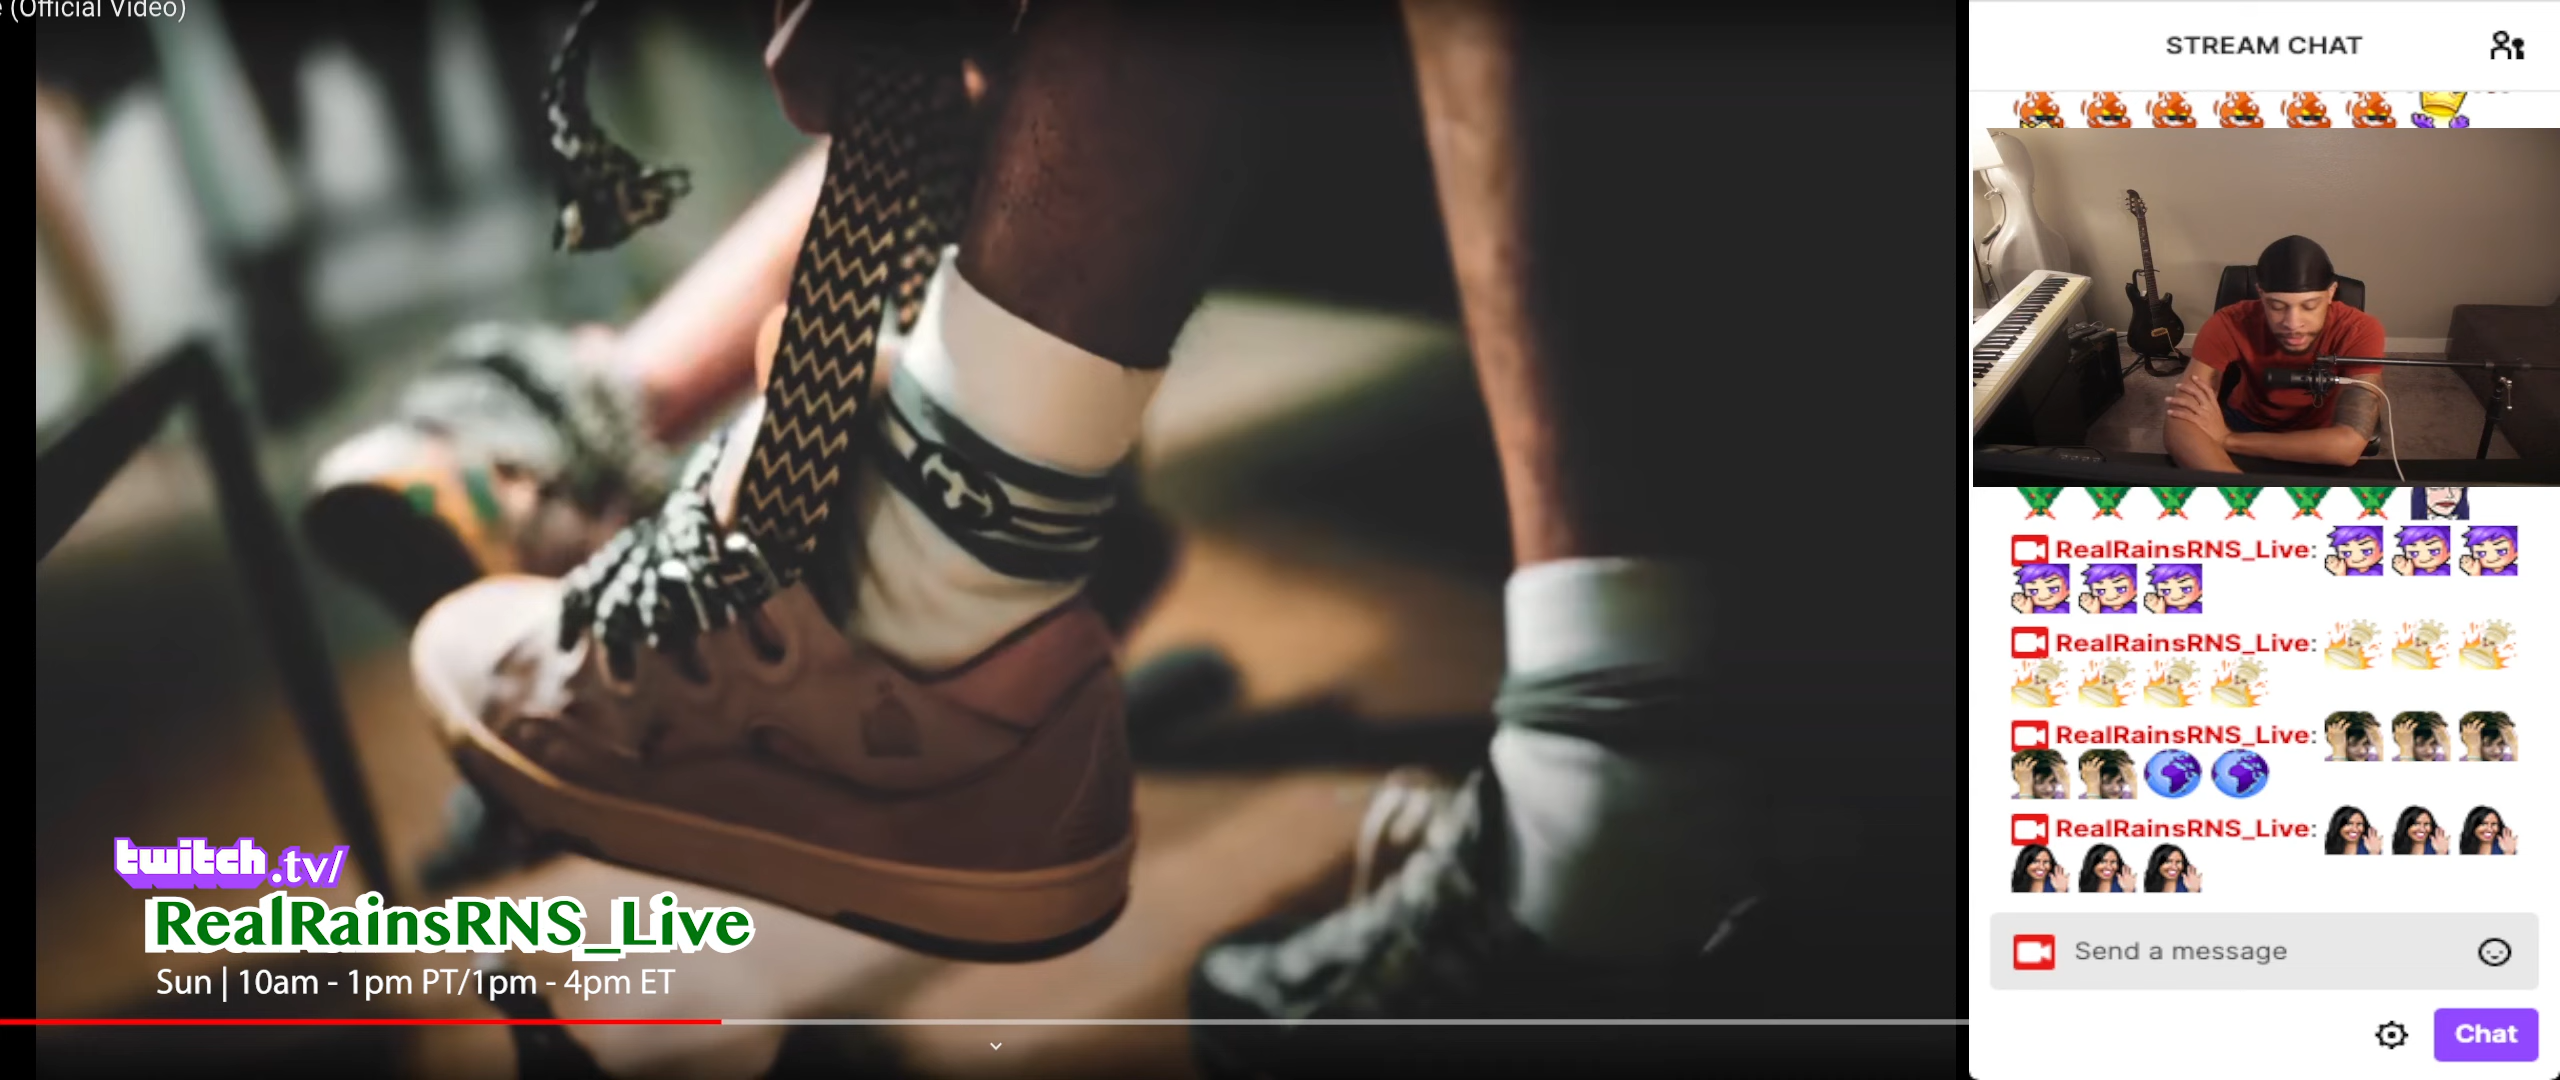 (Official Video)
STREAM CHAT
RealRainsRNS_Live:
RealRainsRNS_Live:
RealRainsRNS_Live:
RealRainsRNS_Live:
Send a message
Chat
twitch.tv/
RealRainsRNS_Live
Sun | 10am - 1pm PT/1pm - 4pm ET